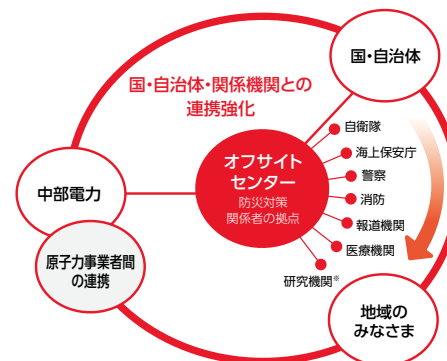 国・自治体・関係機関との
連携強化
国・自治体
オフサイト
センター
防災対策
関係者の拠点
自衛隊
海上保安庁
警察
消防
報道機関
医療機関
研究機関※
中部電力
原子力事業者間
の連携
地域の
みなさま